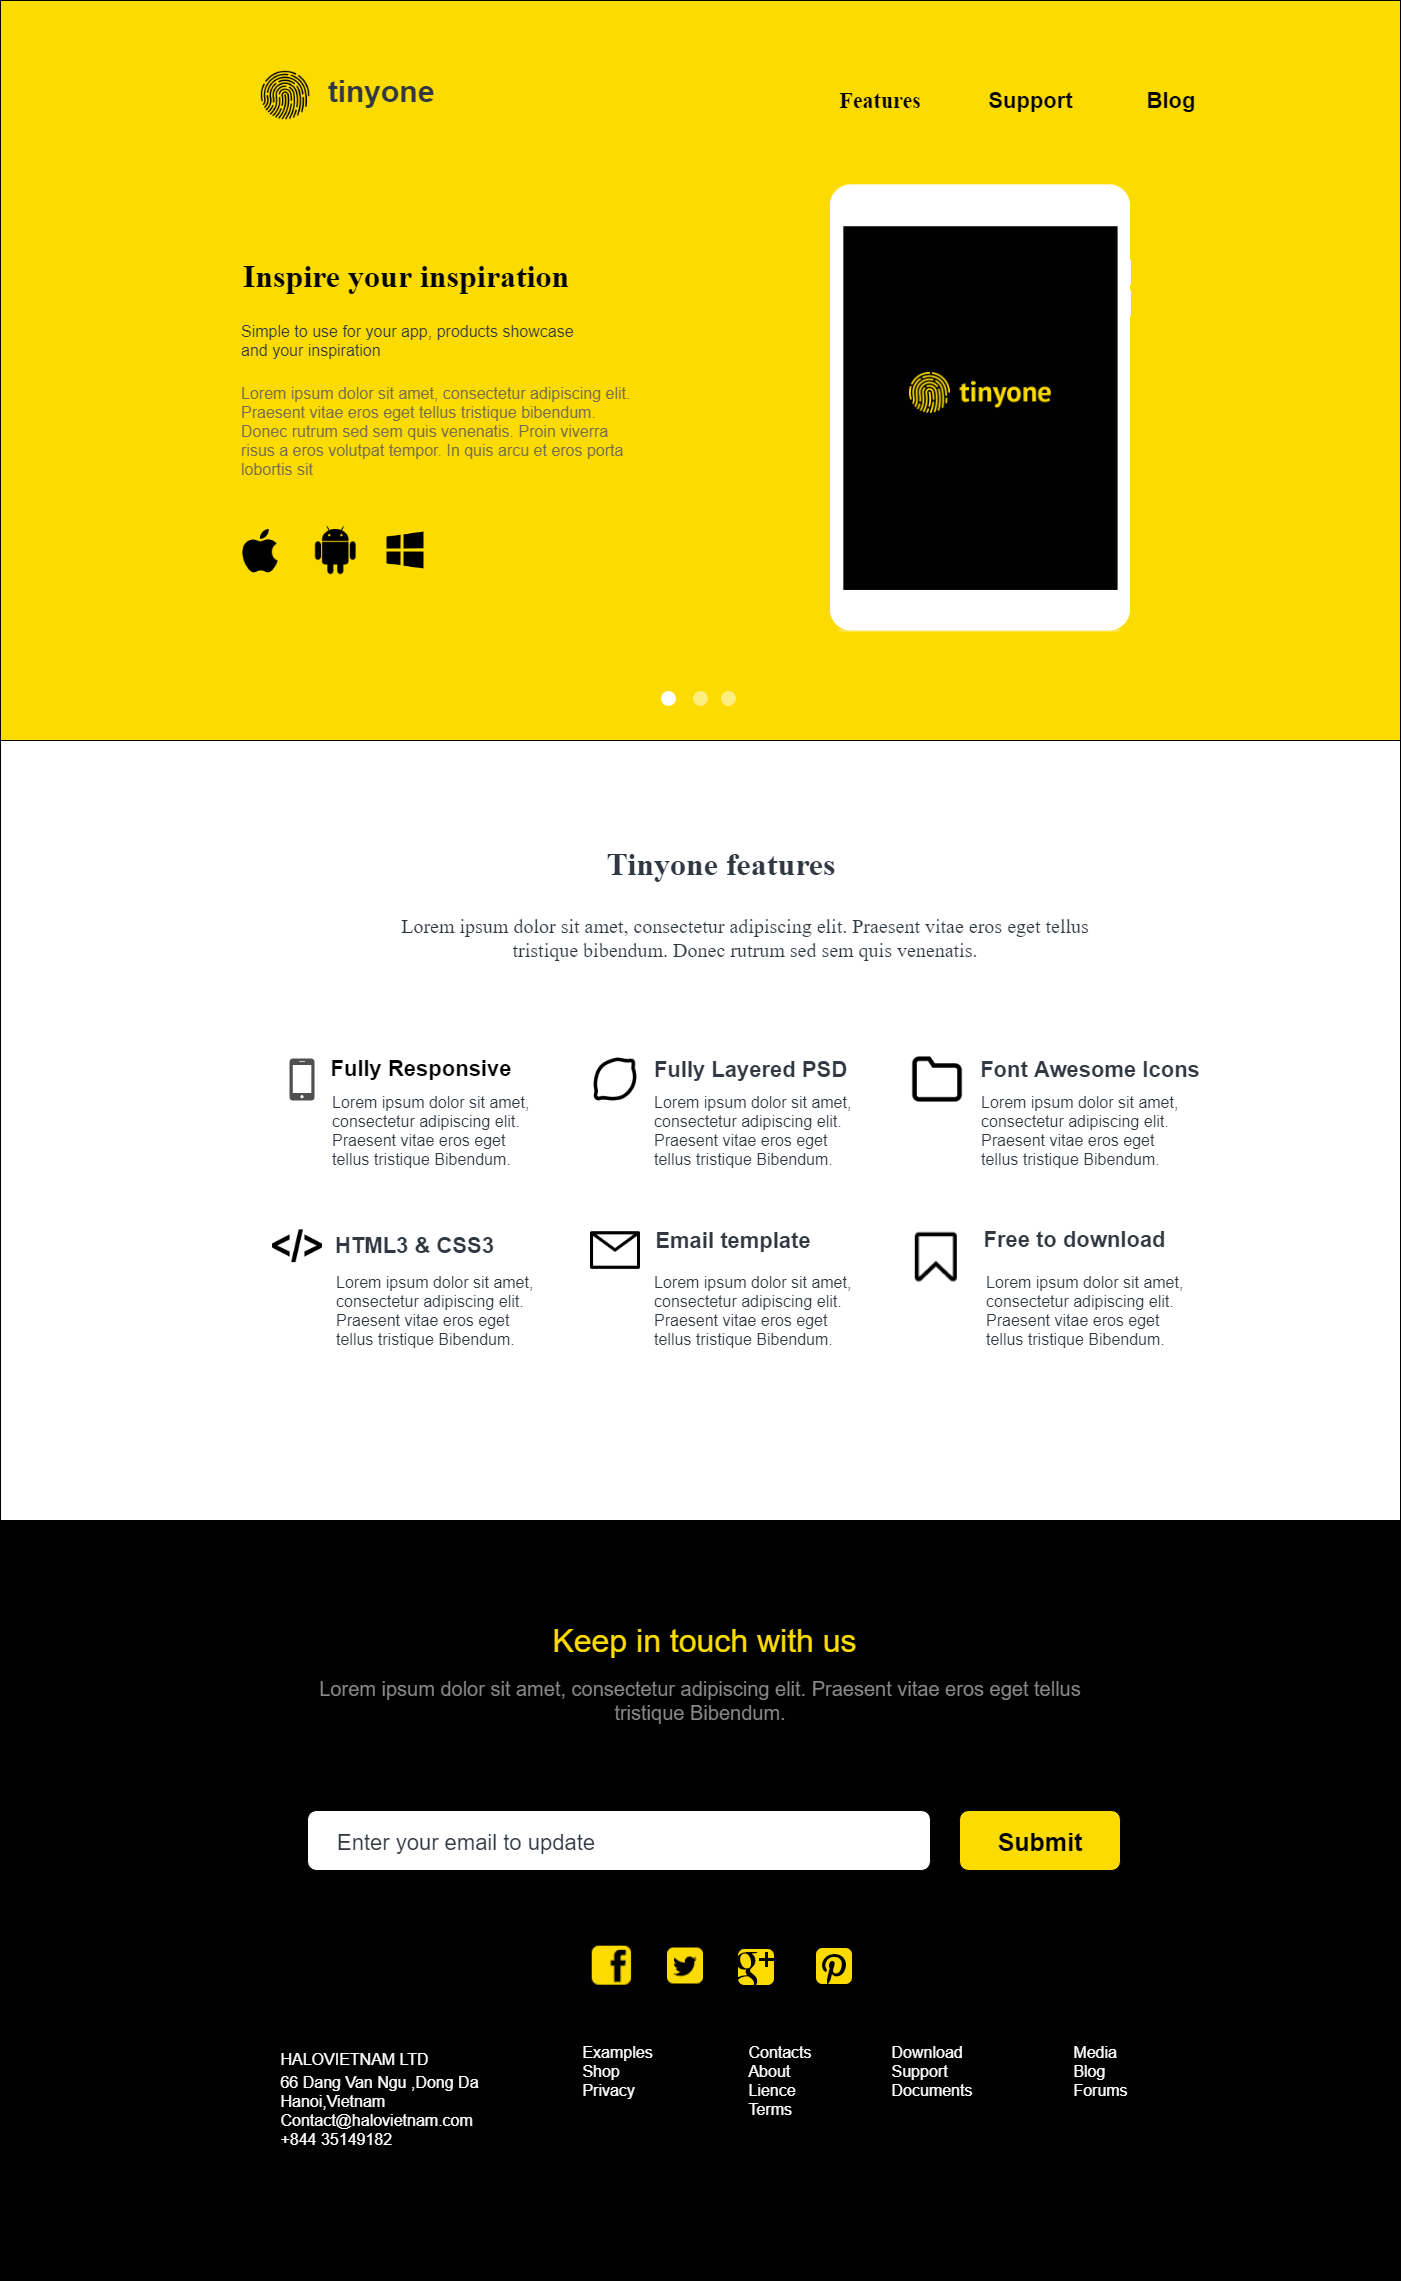 tinyone
Features
Support
Blog
Inspire your inspiration
Simple to use for your app, products showcase
and your inspiration
Lorem ipsum dolor sit amet, consectetur adipiscing elit.
Praesent vitae eros eget tellus tristique bibendum.
Donec rutrum sed sem quis venenatis. Proin viverra
risus a eros volutpat tempor. In quis arcu et eros porta
lobortis sit
tinyone
Tinyone features
Lorem ipsum dolor sit amet, consectetur adipiscing elit. Praesent vitae eros eget tellus
tristique bibendum. Donec rutrum sed sem quis venenatis.
Fully Responsive
Lorem ipsum dolor sit amet,
consectetur adipiscing elit.
Praesent vitae eros eget
tellus tristique Bibendum.
Fully Layered PSD
Lorem ipsum dolor sit amet,
consectetur adipiscing elit.
Praesent vitae eros eget
tellus tristique Bibendum.
Font Awesome Icons
Lorem ipsum dolor sit amet,
consectetur adipiscing elit.
Praesent vitae eros eget
tellus tristique Bibendum.
HTML3 & CSS3
Lorem ipsum dolor sit amet,
consectetur adipiscing elit.
Praesent vitae eros eget
tellus tristique Bibendum.
Email template
Lorem ipsum dolor sit amet,
consectetur adipiscing elit.
Praesent vitae eros eget
tellus tristique Bibendum.
Free to download
Lorem ipsum dolor sit amet,
consectetur adipiscing elit.
Praesent vitae eros eget
tellus tristique Bibendum.
Keep in touch with us
Lorem ipsum dolor sit amet, consectetur adipiscing elit. Praesent vitae eros eget tellus
tristique Bibendum.
Enter your email to update
Submit
HALOVIETNAM LTD
66 Dang Van Ngu ,Dong Da
Hanoi,Vietnam
Contact@halovietnam.com
+844 35149182
Examples
Shop
Privacy
Contacts
About
Lience
Terms
Download
Support
Documents
Media
Blog
Forums